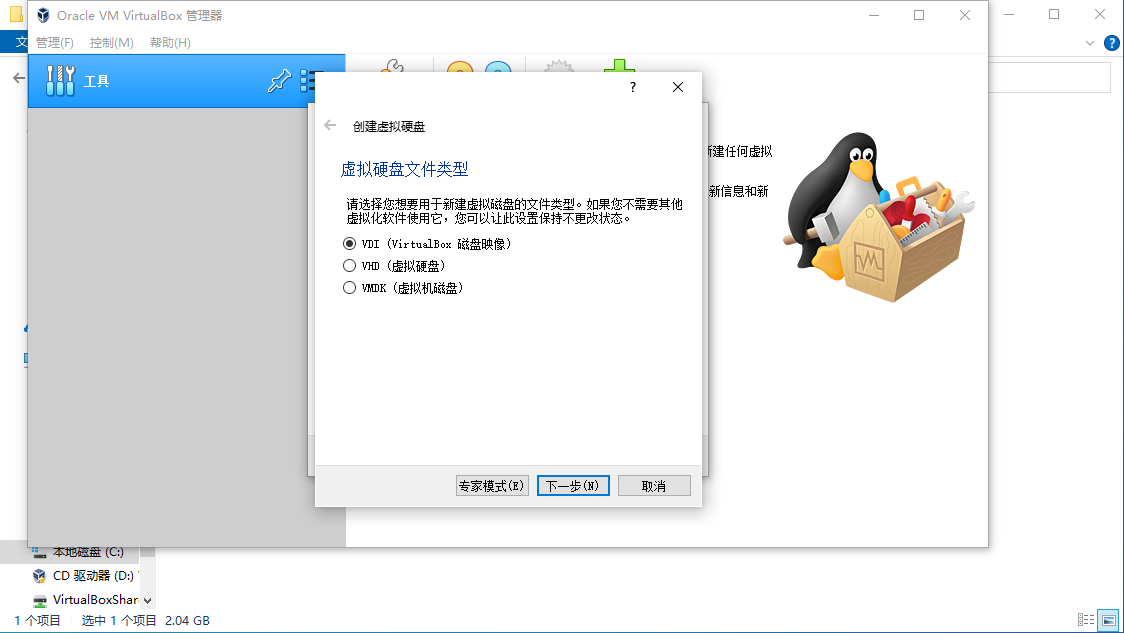 Oracle VM VirtualBox 管理器
文
管理(F)
控制(M)
帮助(H)
?
工具
?
创建虚拟硬盘
虚拟硬盘文件类型
新建任何虚拟
请选择您想要用于新建虚拟磁盘的文件类型。如果您不需要其他
新信息和新
虚拟化软件使用它，您可以让此设置保持不更改状态。
VDI（VirtualBox 磁盘映像）
VHD（虚拟硬盘）
VMDK（虚拟机磁盘）
专家模式(E)
下一步(N)
取消
本地磁盘 (C:)
CD 驱动器 (D:)
VirtualBoxShar
1 个项目
选中 1 个项目
2.04 GB